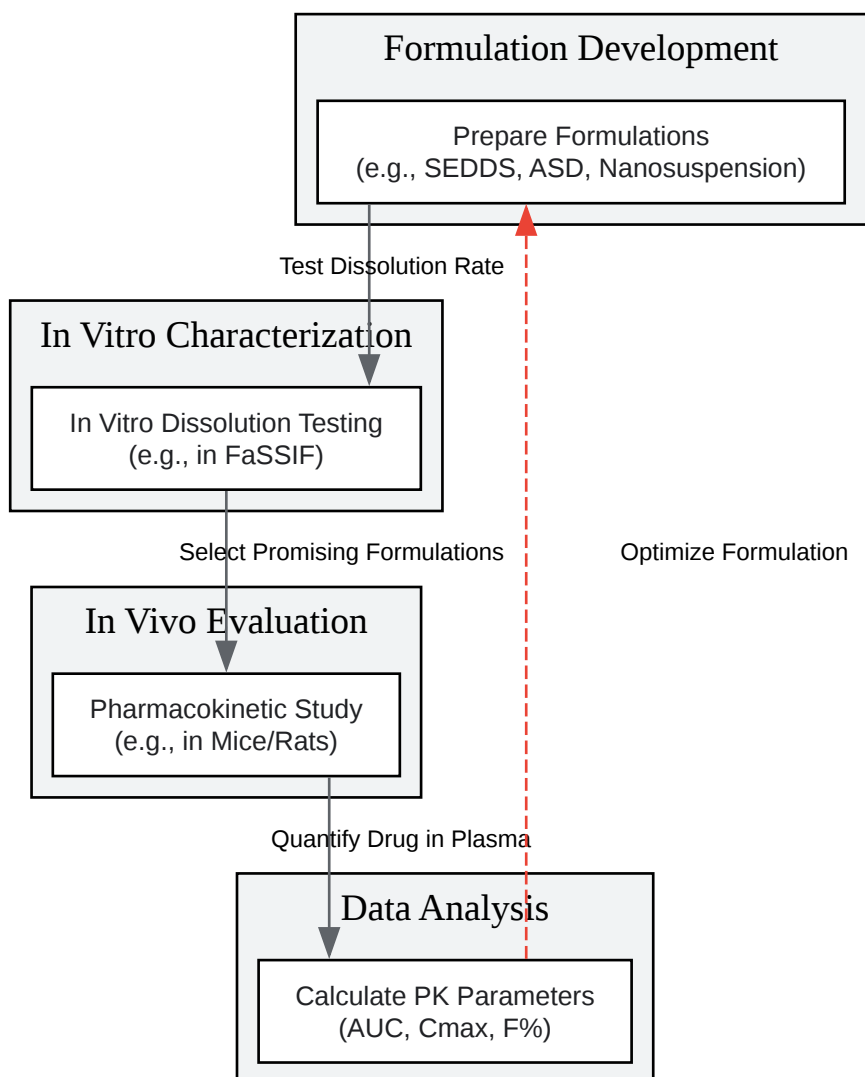 Formulation Development
Prepare Formulations
(e.g., SEDDS, ASD, Nanosuspension)
Test Dissolution Rate
In Vitro Characterization
In Vitro Dissolution Testing
(e.g., in FaSSIF)
Select Promising Formulations
Optimize Formulation
In Vivo Evaluation
Pharmacokinetic Study
(e.g., in Mice/Rats)
Quantify Drug in Plasma
Data Analysis
Calculate PK Parameters
(AUC, Cmax, F%)